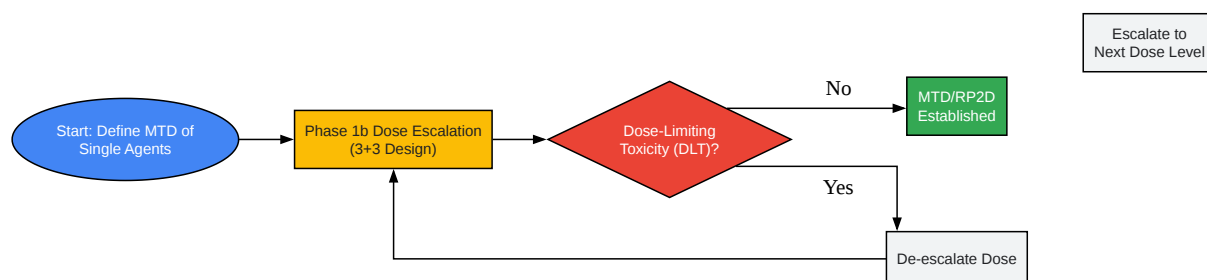 Start: Define MTD of
Single Agents
Phase 1b Dose Escalation
(3+3 Design)
Dose-Limiting
Toxicity (DLT)?
No
MTD/RP2D
Established
Escalate to
Next Dose Level
Yes
De-escalate Dose